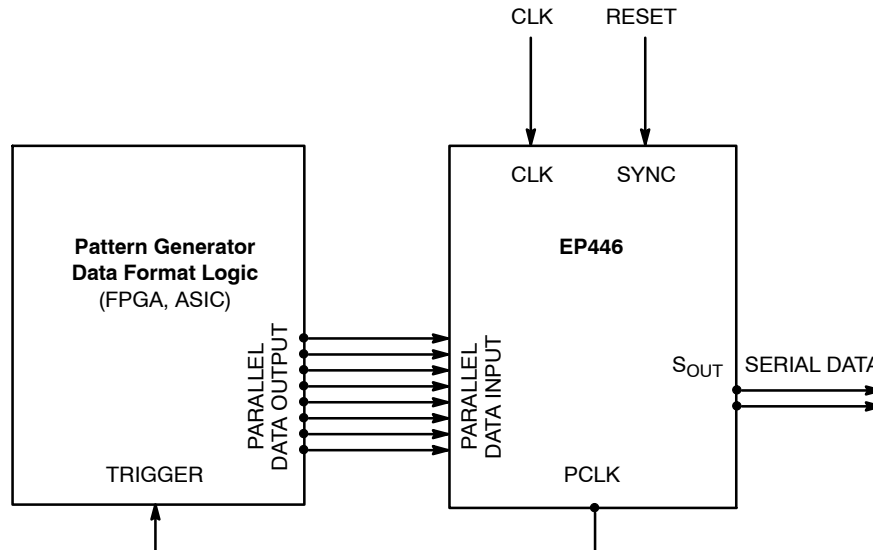 CLK RESET
CLK SYNC
Pattern Generator
Data Format Logic
(FPGA, ASIC)
EP446
PARALLEL
DATA OUTPUT
PARALLEL
DATA INPUT
SOUT SERIAL DATA
TRIGGER
PCLK